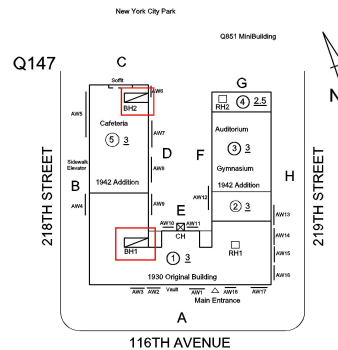 New York City Park
Q851 MiniBuilding
Q147
C
G
N
Soffit
AW6
BH2
RH2
4 2.5
AW5
Cafeteria
5 3
AW7
Auditorium
3 3
D
F
Sidewalk
Elevator
AW8
Gymnasium
H
B
1942 Addition
1942 Addition
AW4
AW9
AW12
2 3
E
AW10
AW11
AW13
CH
BH1
RH1
AW14
1 3
AW15
1930 Original Building
AW16
AW3
AW2
Vault
AW1
AW16
AW17
Main Entrance
A
218TH STREET
219TH STREET
116TH AVENUE